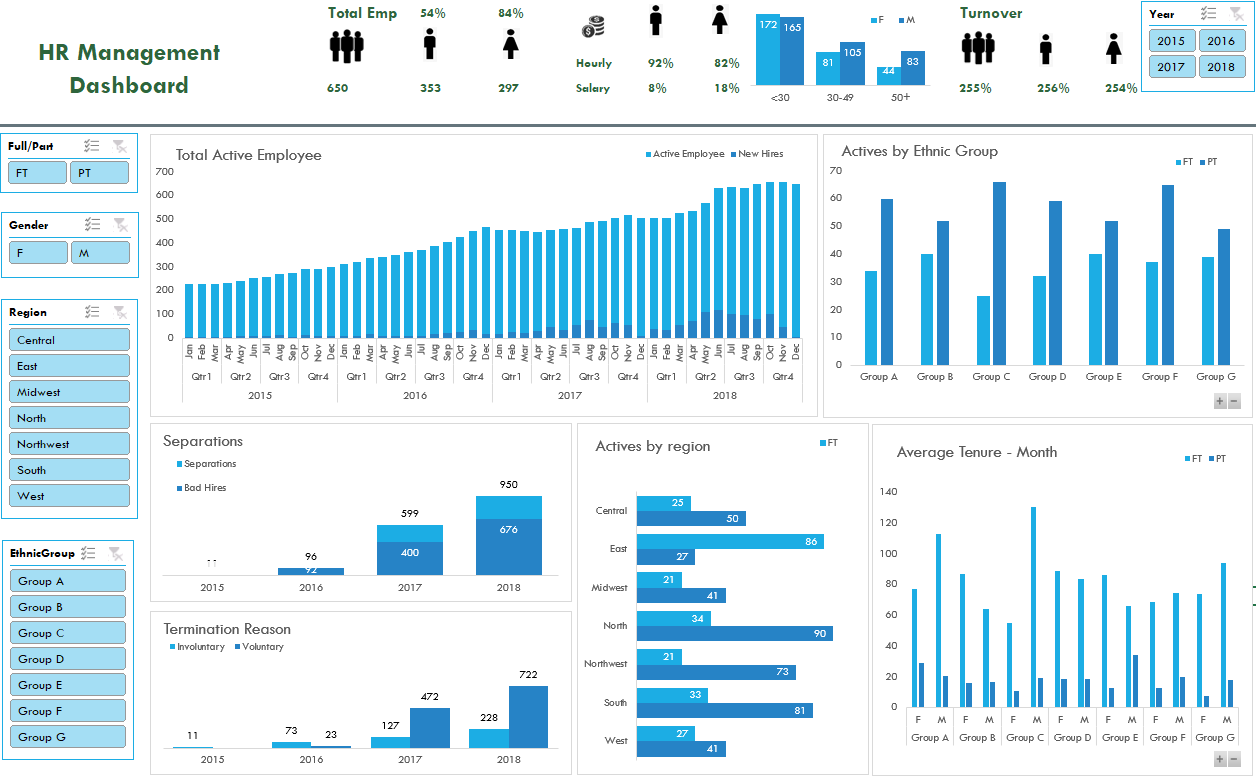 HR Management
Dashboard
Total Emp 54% 84%
650 353 297
Hourly 92% 82%
Salary 8% 18%
F M
172 165 81 105 44 83
<30 30-49 50+
Turnover
255% 256% 254%
Year
2015 2016
2017 2018
Full/Part
FT PT
Gender
F M
Region
Central
East
Midwest
North
Northwest
South
West
EthnicGroup
Group A
Group B
Group C
Group D
Group E
Group F
Group G
Total Active Employee
Active Employee New Hires
700
600
500
400
300
200
100
0
Jan Feb Mar Apr May Jun Jul Aug Sep Oct Nov Dec Jan Feb Mar Apr May Jun Jul Aug Sep Oct Nov Dec Jan Feb Mar Apr May Jun Jul Aug Sep Oct Nov Dec Jan Feb Mar Apr May Jun Jul Aug Sep Oct Nov Dec
Qtr1 Qtr2 Qtr3 Qtr4 Qtr1 Qtr2 Qtr3 Qtr4 Qtr1 Qtr2 Qtr3 Qtr4 Qtr1 Qtr2 Qtr3 Qtr4
2015 2016 2017 2018
Actives by Ethnic Group
FT PT
70
60
50
40
30
20
10
0
Group A Group B Group C Group D Group E Group F Group G
+ −
Separations
Separations
Bad Hires
11 96 599 950
92 400 676
2015 2016 2017 2018
Termination Reason
Involuntary Voluntary
11 73 23 127 472 228 722
2015 2016 2017 2018
Actives by region
FT
Central 25 50
East 86 27
Midwest 21 41
North 34 90
Northwest 21 73
South 33 81
West 27 41
Average Tenure - Month
FT PT
140
120
100
80
60
40
20
0
F M F M F M F M F M F M F M
Group A Group B Group C Group D Group E Group F Group G
+ −